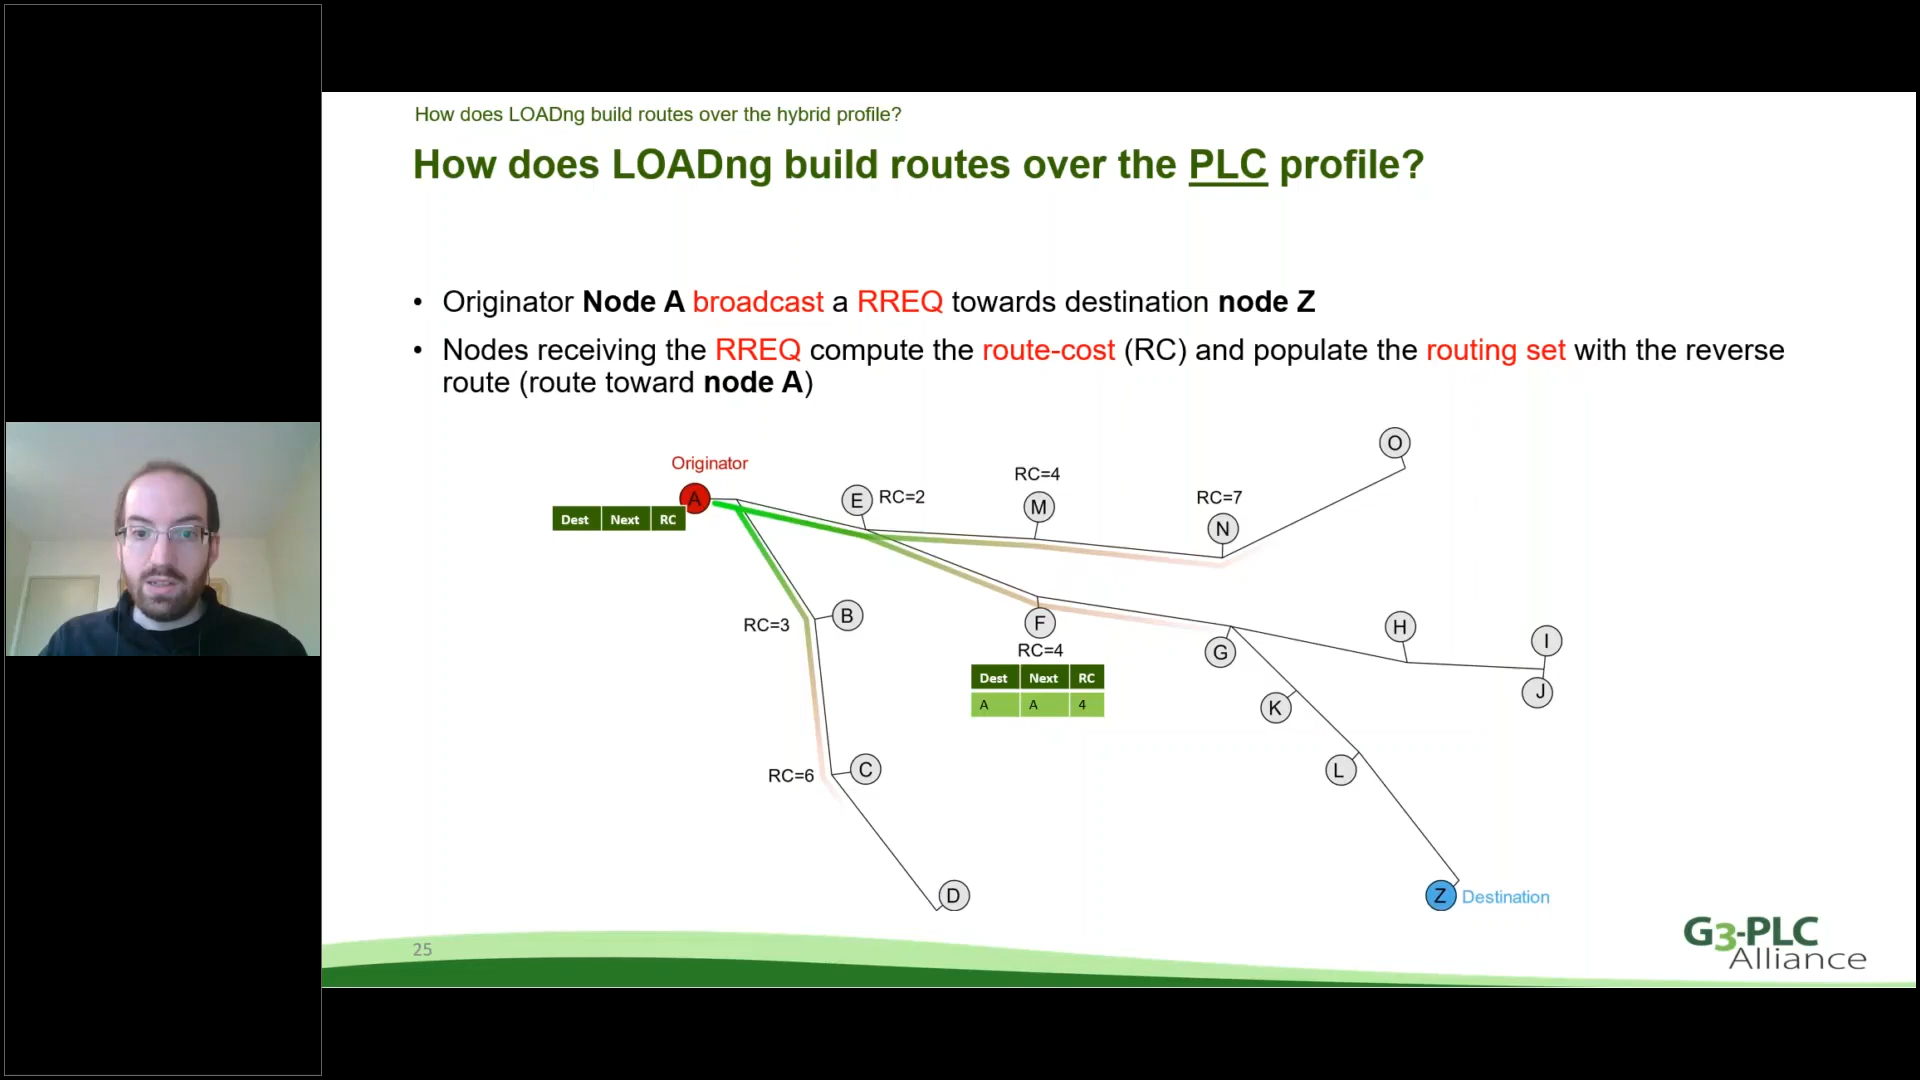 How does LOADng build routes over the hybrid profile?
How does LOADng build routes over the PLC profile?
• Originator Node A broadcast a RREQ towards destination node Z
• Nodes receiving the RREQ compute the route-cost (RC) and populate the routing set with the reverse
route (route toward node A)
O
Originator
RC=4
A
E
RC=2
M
RC=7
N
Dest Next RC
B
RC=3
F
H
I
RC=4
G
J
Dest Next RC
A A 4
K
RC=6
C
L
D
Z
Destination
25
G3-PLC
Alliance